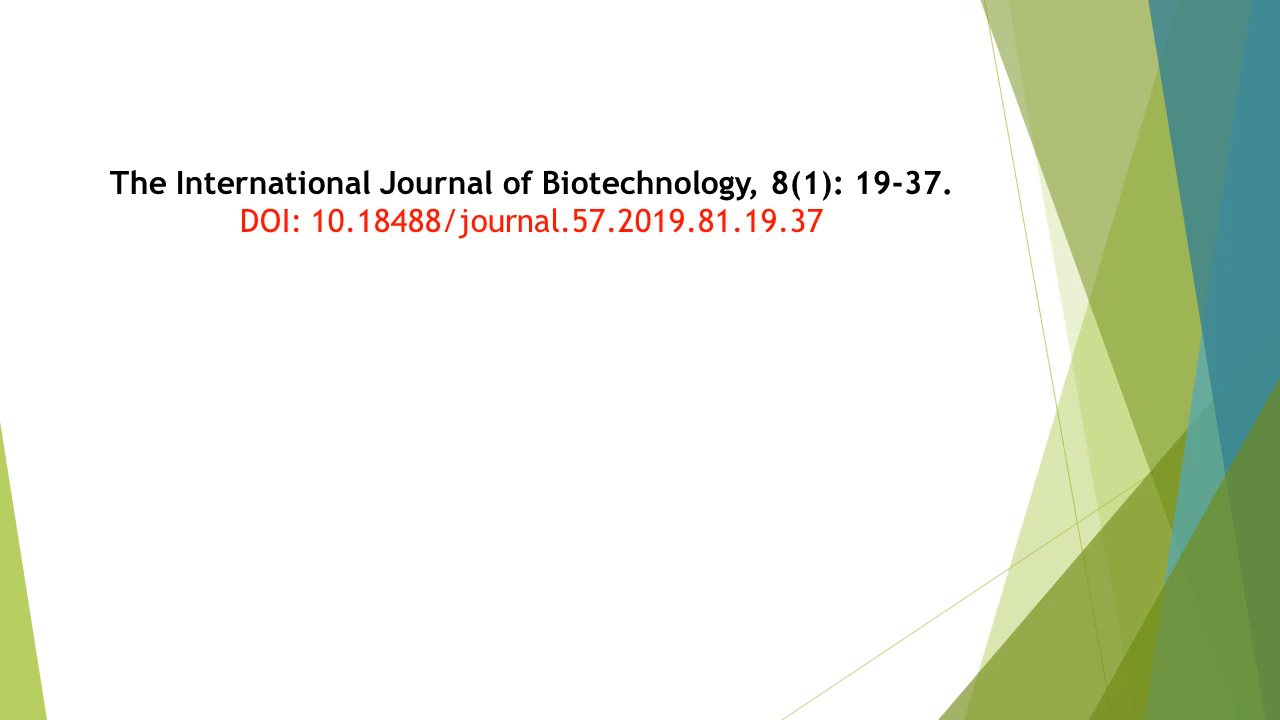 The International Journal of Biotechnology, 8(1): 19-37.
DOI: 10.18488/journal.57.2019.81.19.37